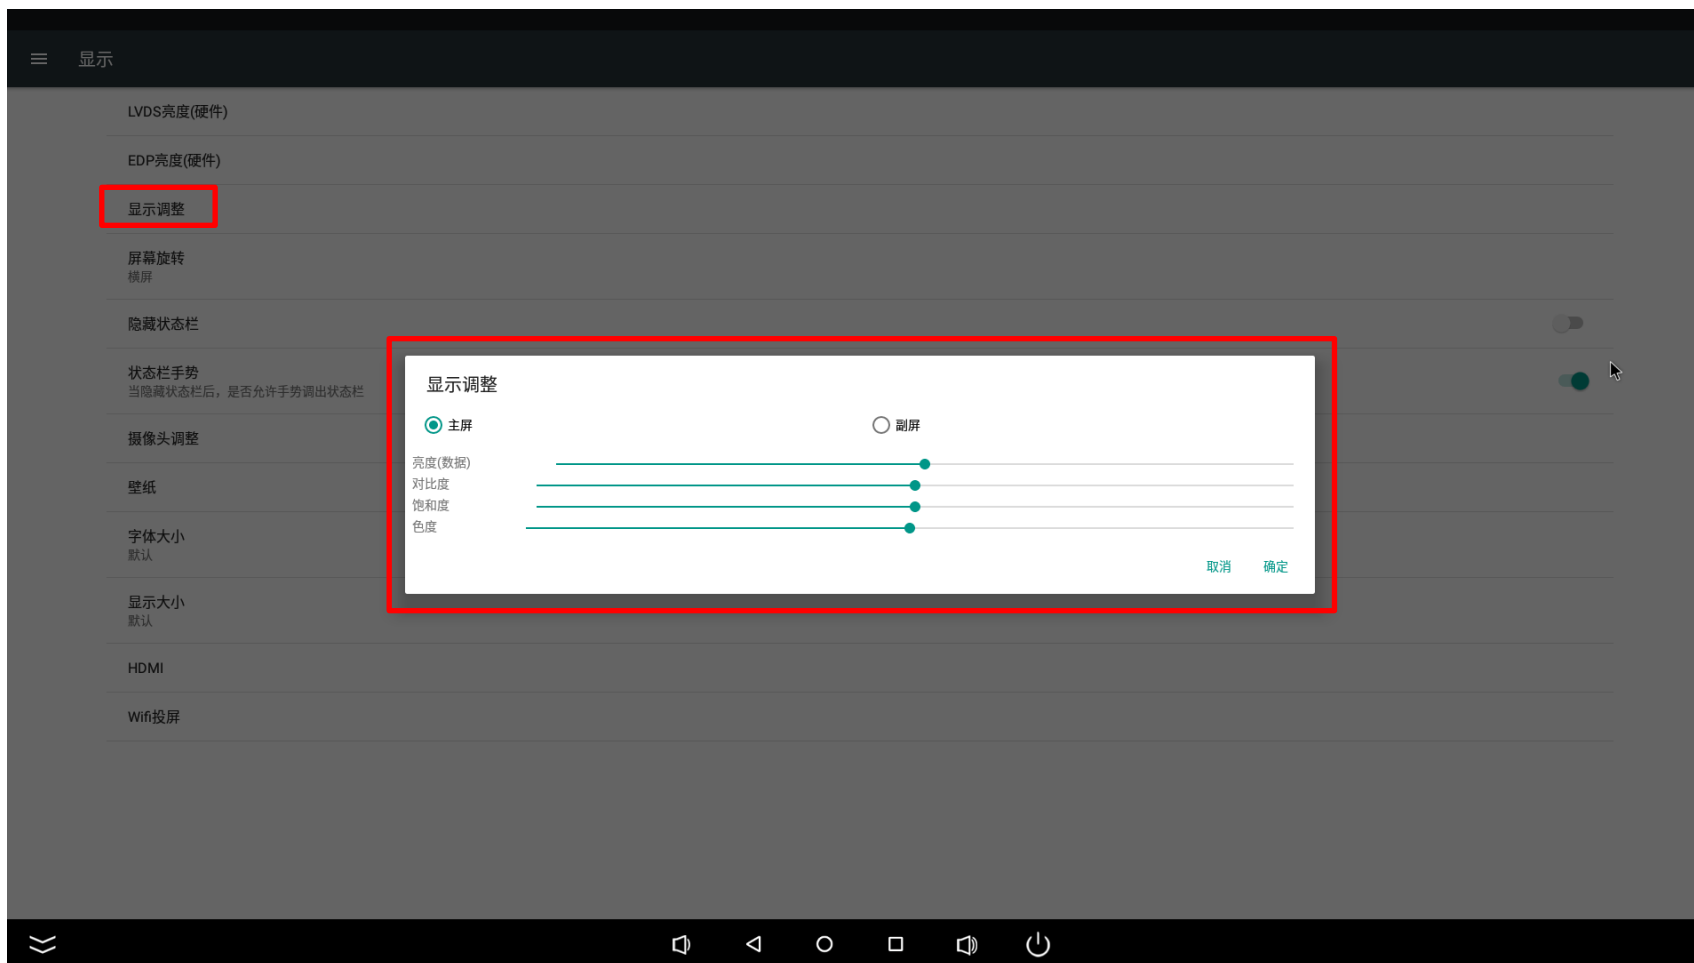 显示
LVDS亮度(硬件)
EDP亮度(硬件)
显示调整
屏幕旋转
横屏
隐藏状态栏
状态栏手势
当隐藏状态栏后，是否允许手势调出状态栏
摄像头调整
壁纸
字体大小
默认
显示大小
默认
HDMI
Wifi投屏
显示调整
主屏 副屏
亮度(数据)
对比度
饱和度
色度
取消 确定